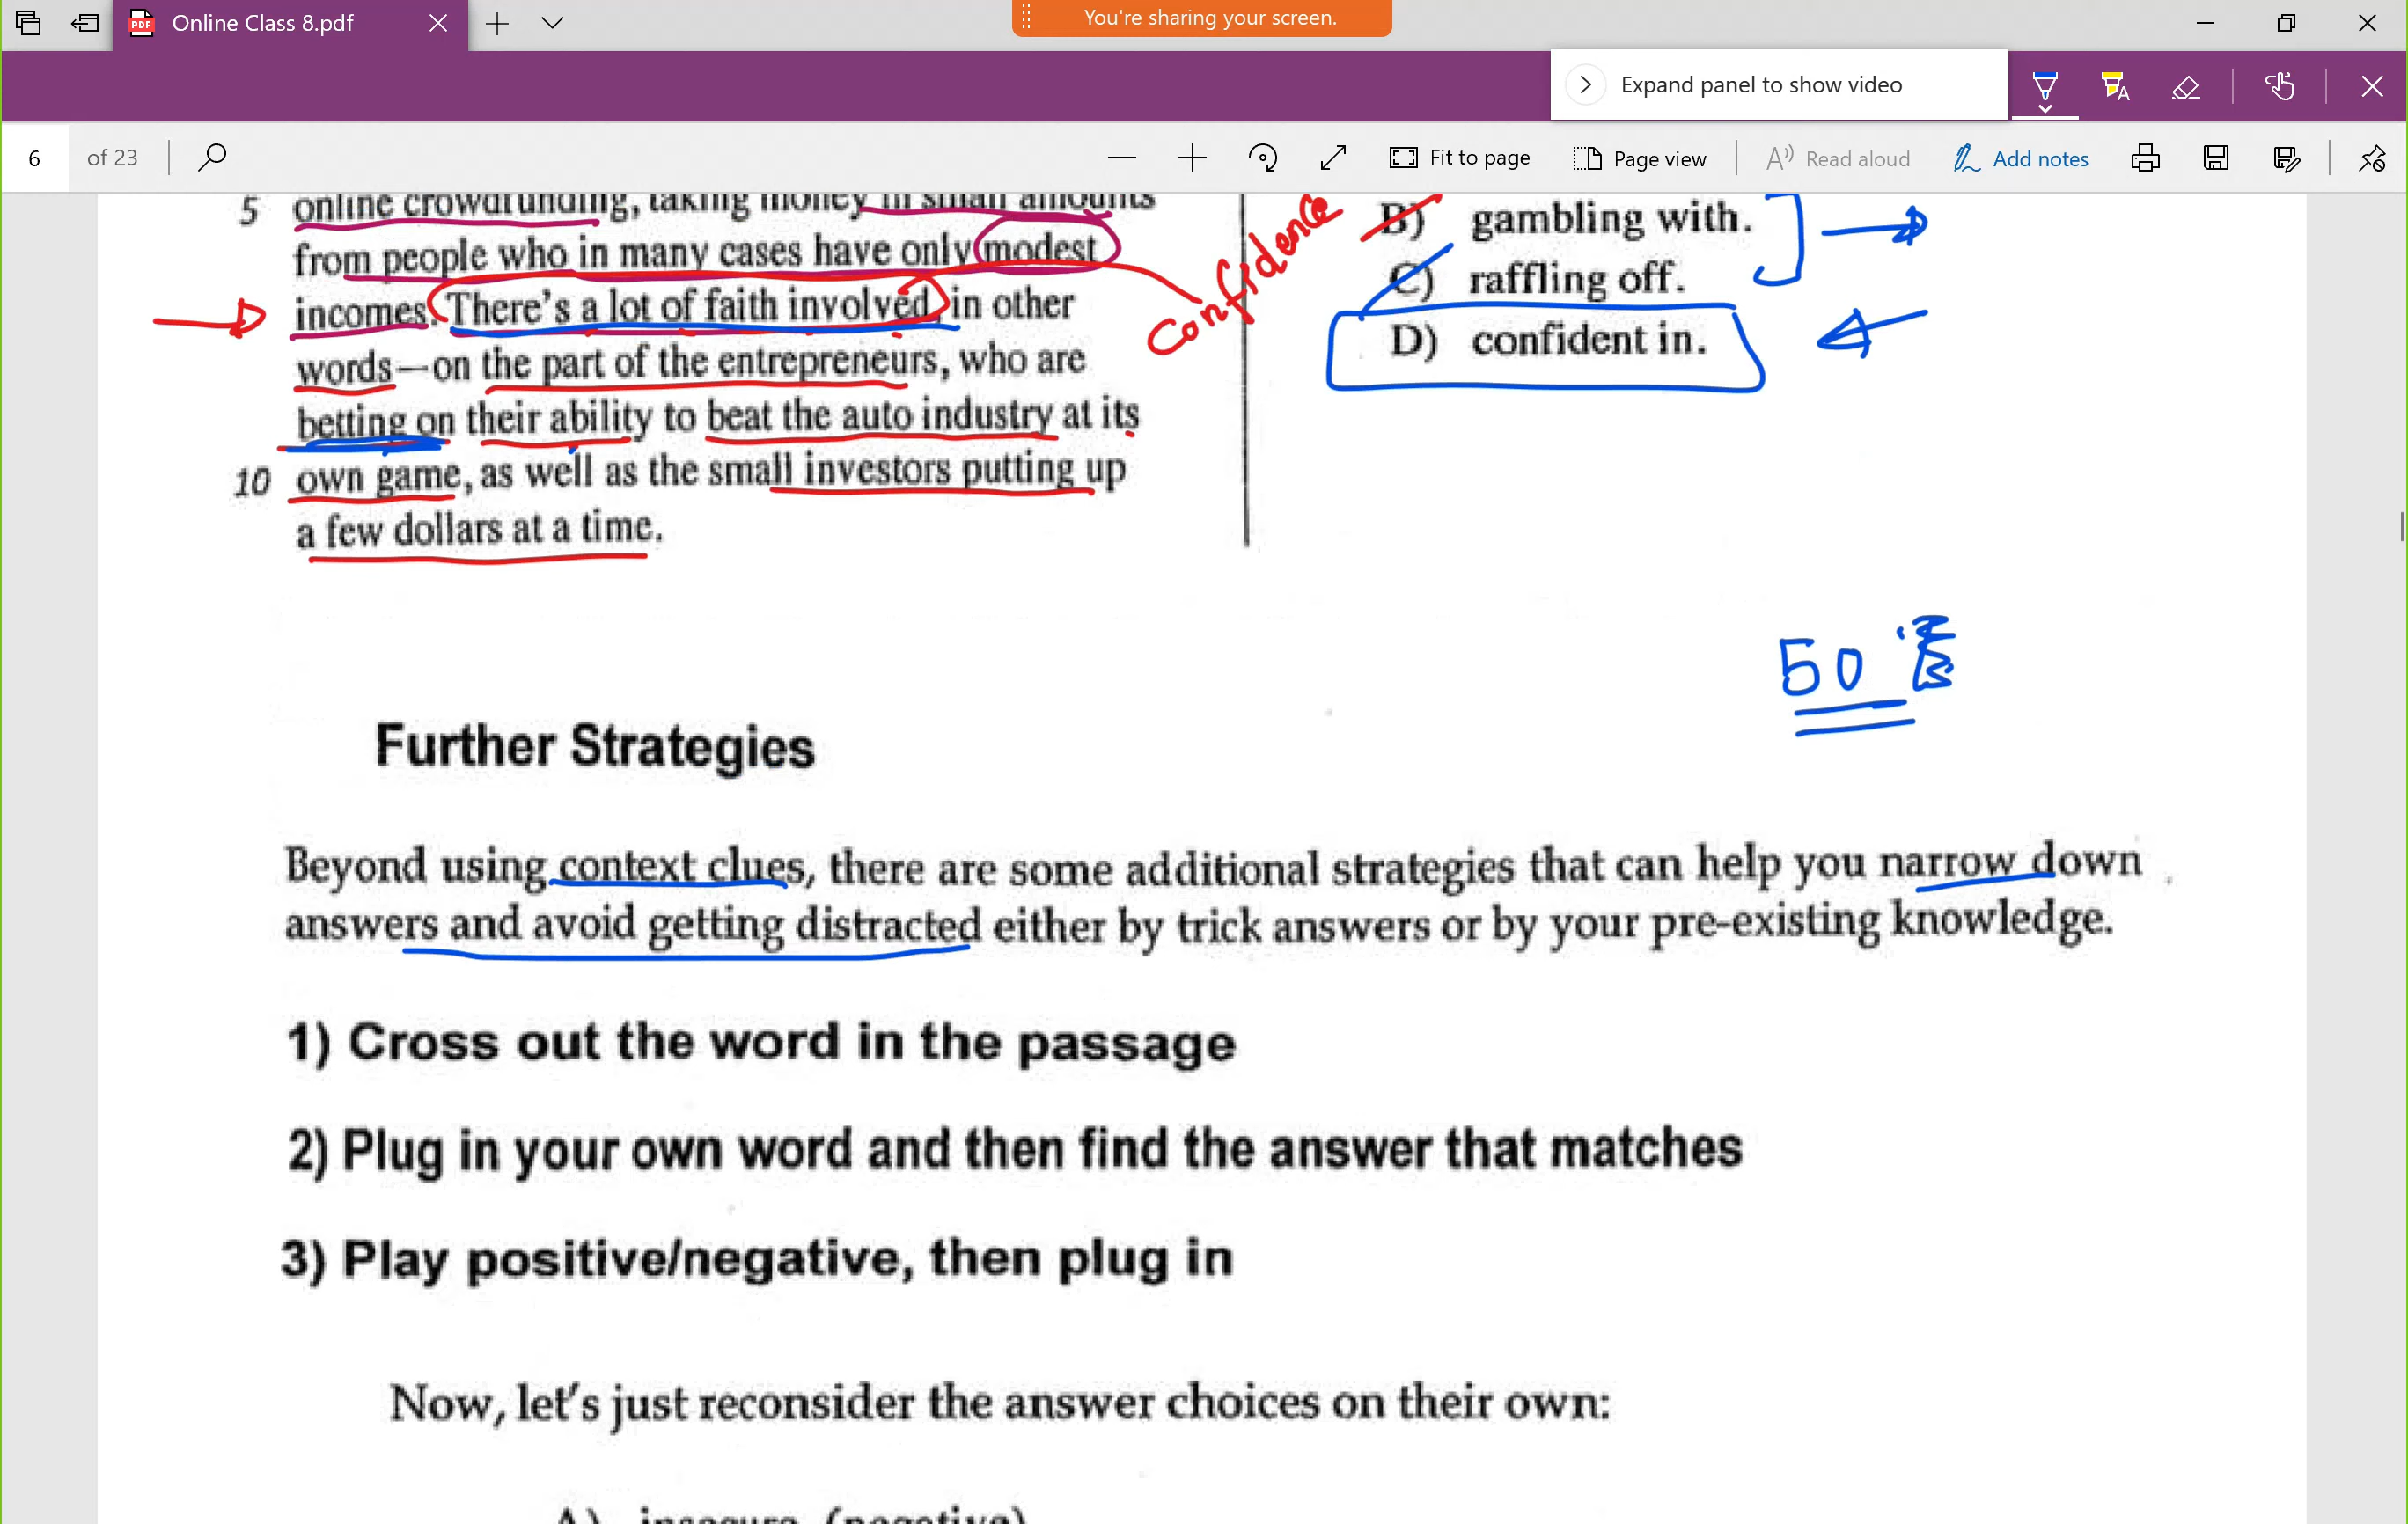 Online Class 8.pdf
You're sharing your screen.
Expand panel to show video
6 of 23
Fit to page
Page view
Read aloud
Add notes
5 online crowdfunding, taking money in small amounts
from people who in many cases have only modest
incomes. There's a lot of faith involved, in other
words—on the part of the entrepreneurs, who are
betting on their ability to beat the auto industry at its
10 own game, as well as the small investors putting up
a few dollars at a time.
Confidence
B) gambling with.
C) raffling off.
D) confident in.
50
Further Strategies
Beyond using context clues, there are some additional strategies that can help you narrow down
answers and avoid getting distracted either by trick answers or by your pre-existing knowledge.
1) Cross out the word in the passage
2) Plug in your own word and then find the answer that matches
3) Play positive/negative, then plug in
Now, let's just reconsider the answer choices on their own:
A) insecure (negative)